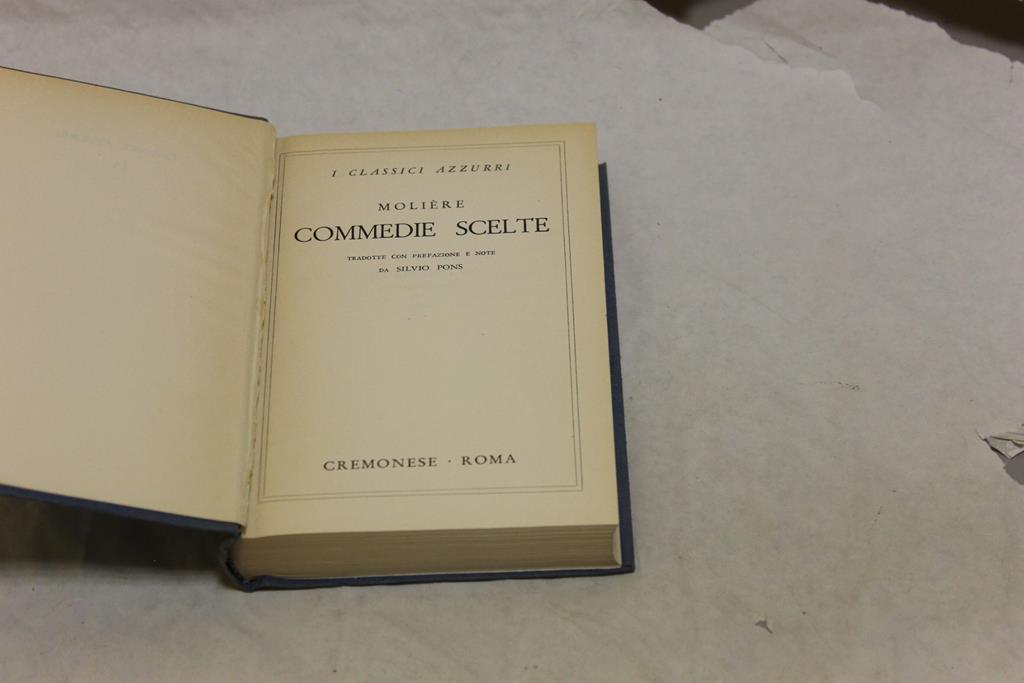 I CLASSICI AZZURRI
MOLIÈRE
COMMEDIE SCELTE
TRADOTTE CON PREFAZIONE E NOTE
DA SILVIO PONS
CREMONESE · ROMA